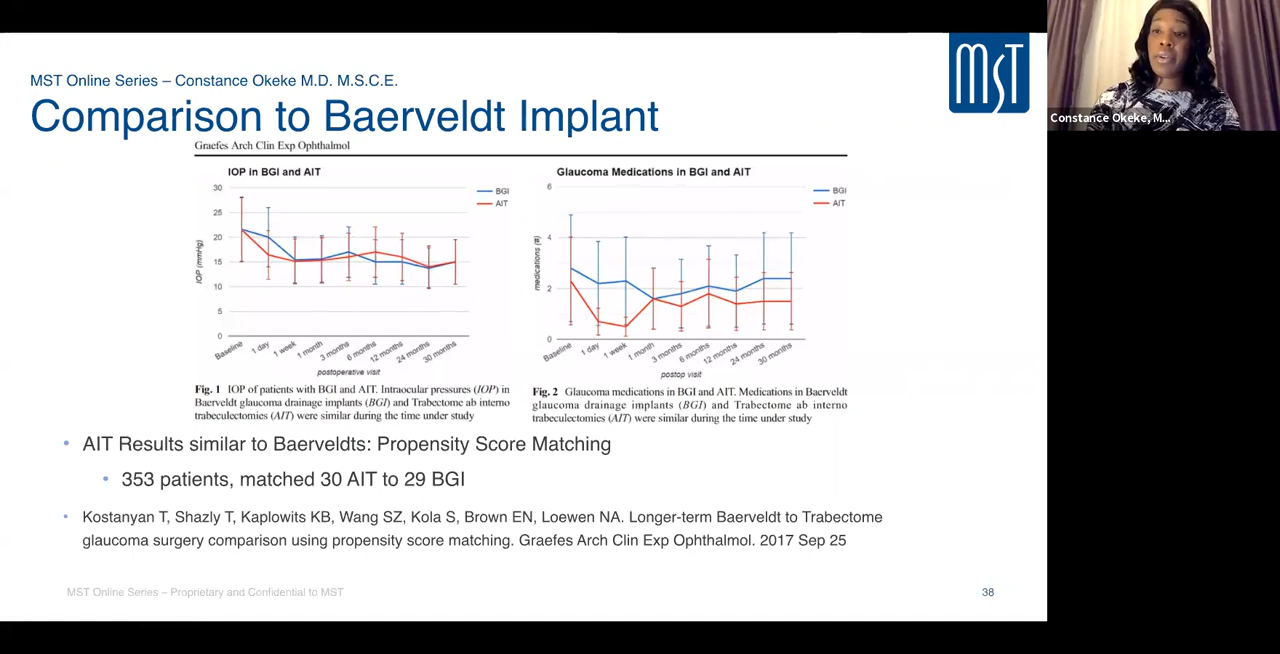 MST Online Series – Constance Okeke M.D. M.S.C.E.
MST
Comparison to Baerveldt Implant
Graefes Arch Clin Exp Ophthalmol
IOP in BGI and AIT
BGI
AIT
30
25
20
15
10
5
0
IOP (mmHg)
Baseline
1 day
1 week
1 month
3 months
6 months
12 months
24 months
30 months
postoperative visit
Fig. 1 IOP of patients with BGI and AIT. Intraocular pressures (IOP) in
Baerveldt glaucoma drainage implants (BGI) and Trabectome ab interno
trabeculectomies (AIT) were similar during the time under study
Glaucoma Medications in BGI and AIT
BGI
AIT
6
4
2
0
medications (#)
Baseline
1 day
1 week
1 month
3 months
6 months
12 months
24 months
30 months
postop visit
Fig. 2 Glaucoma medications in BGI and AIT. Medications in Baerveldt
glaucoma drainage implants (BGI) and Trabectome ab interno
trabeculectomies (AIT) were similar during the time under study
• AIT Results similar to Baerveldts: Propensity Score Matching
• 353 patients, matched 30 AIT to 29 BGI
• Kostanyan T, Shazly T, Kaplowits KB, Wang SZ, Kola S, Brown EN, Loewen NA. Longer-term Baerveldt to Trabectome
glaucoma surgery comparison using propensity score matching. Graefes Arch Clin Exp Ophthalmol. 2017 Sep 25
MST Online Series – Proprietary and Confidential to MST
38
Constance Okeke, M...